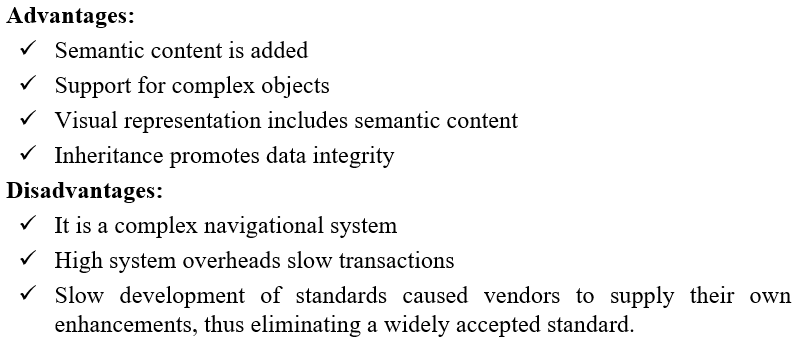 Advantages:
✓ Semantic content is added
✓ Support for complex objects
✓ Visual representation includes semantic content
✓ Inheritance promotes data integrity
Disadvantages:
✓ It is a complex navigational system
✓ High system overheads slow transactions
✓ Slow development of standards caused vendors to supply their own
enhancements, thus eliminating a widely accepted standard.